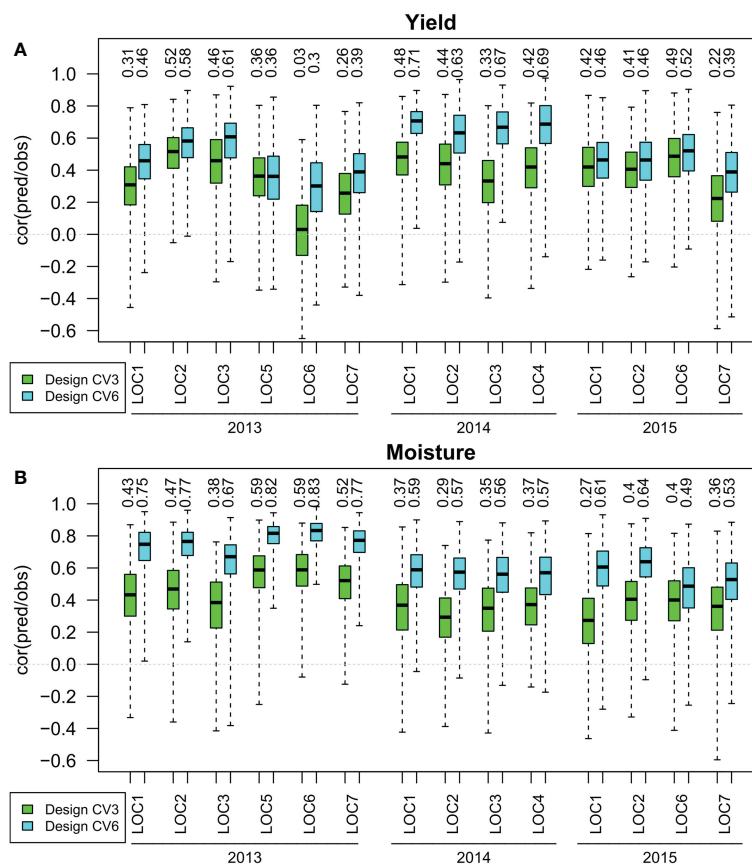 Yield
A
0.31 0.46 0.52 0.58 0.46 0.61 0.36 0.36 0.03 0.3 0.26 0.39 0.48 0.71 0.44 0.63 0.33 0.67 0.42 0.69 0.42 0.46 0.41 0.46 0.49 0.52 0.22 0.39
1.0
0.8
0.6
0.4
0.2
0.0
−0.2
−0.4
−0.6
cor(pred/obs)
Design CV3
Design CV6
LOC1 LOC2 LOC3 LOC5 LOC6 LOC7 LOC1 LOC2 LOC3 LOC4 LOC1 LOC2 LOC6 LOC7
2013 2014 2015
Moisture
B
0.43 0.75 0.47 0.77 0.38 0.67 0.59 0.82 0.59 0.83 0.52 0.77 0.37 0.59 0.29 0.57 0.35 0.56 0.37 0.57 0.27 0.61 0.4 0.64 0.4 0.49 0.36 0.53
1.0
0.8
0.6
0.4
0.2
0.0
−0.2
−0.4
−0.6
cor(pred/obs)
Design CV3
Design CV6
LOC1 LOC2 LOC3 LOC5 LOC6 LOC7 LOC1 LOC2 LOC3 LOC4 LOC1 LOC2 LOC6 LOC7
2013 2014 2015